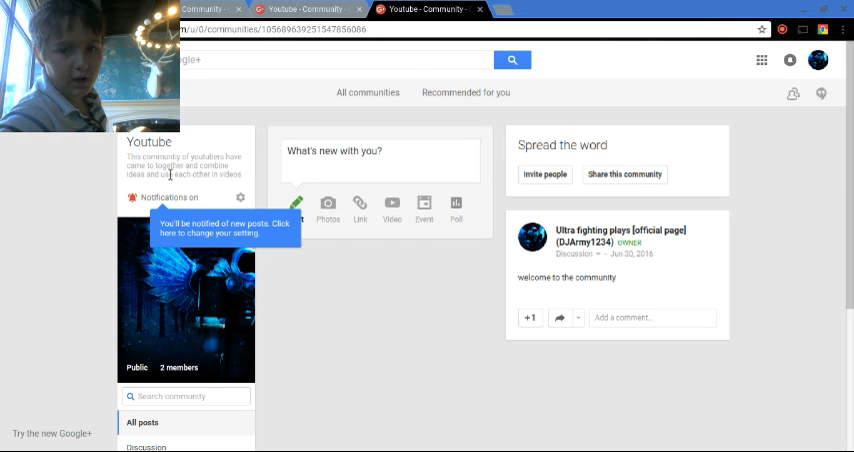 Community -
Youtube - Community -
Youtube - Community -
m/u/0/communities/105689639251547856086
gle+
All communities
Recommended for you
Youtube
This community of youtubers have
came to together and combine
ideas and use each other in videos
Notifications on
You'll be notified of new posts. Click
here to change your setting.
Public 2 members
Search community
All posts
Discussion
Try the new Google+
What's new with you?
Photos
Link
Video
Event
Poll
Spread the word
Invite people
Share this community
Ultra fighting plays [official page]
(DJArmy1234) OWNER
Discussion - Jun 30, 2016
welcome to the community
+1
Add a comment...